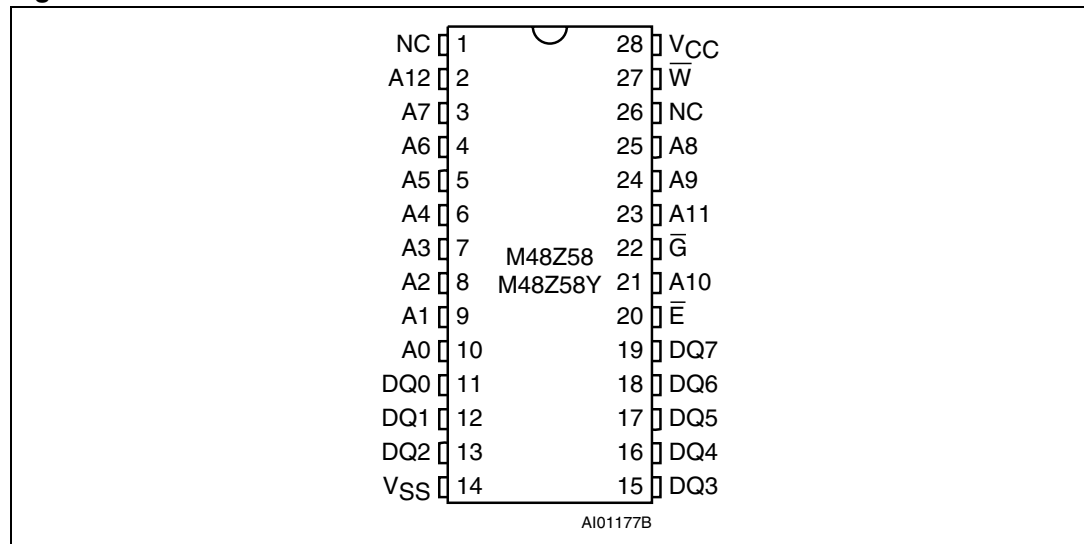 NC 1 28 VCC
A12 2 27 W̅
A7 3 26 NC
A6 4 25 A8
A5 5 24 A9
A4 6 23 A11
A3 7 22 G̅
M48Z58
A2 8 21 A10
M48Z58Y
A1 9 20 E̅
A0 10 19 DQ7
DQ0 11 18 DQ6
DQ1 12 17 DQ5
DQ2 13 16 DQ4
VSS 14 15 DQ3
AI01177B